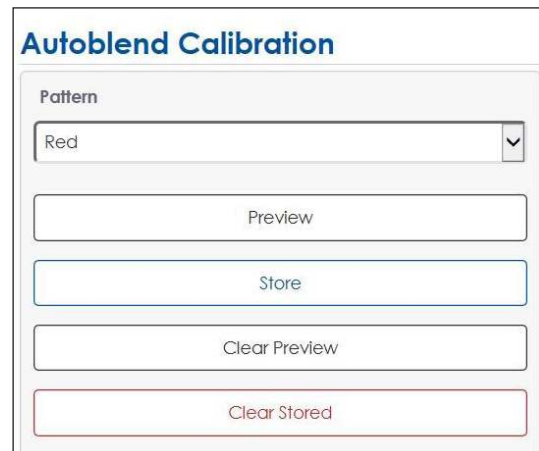 Autoblend Calibration
Pattern
Red
Preview
Store
Clear Preview
Clear Stored